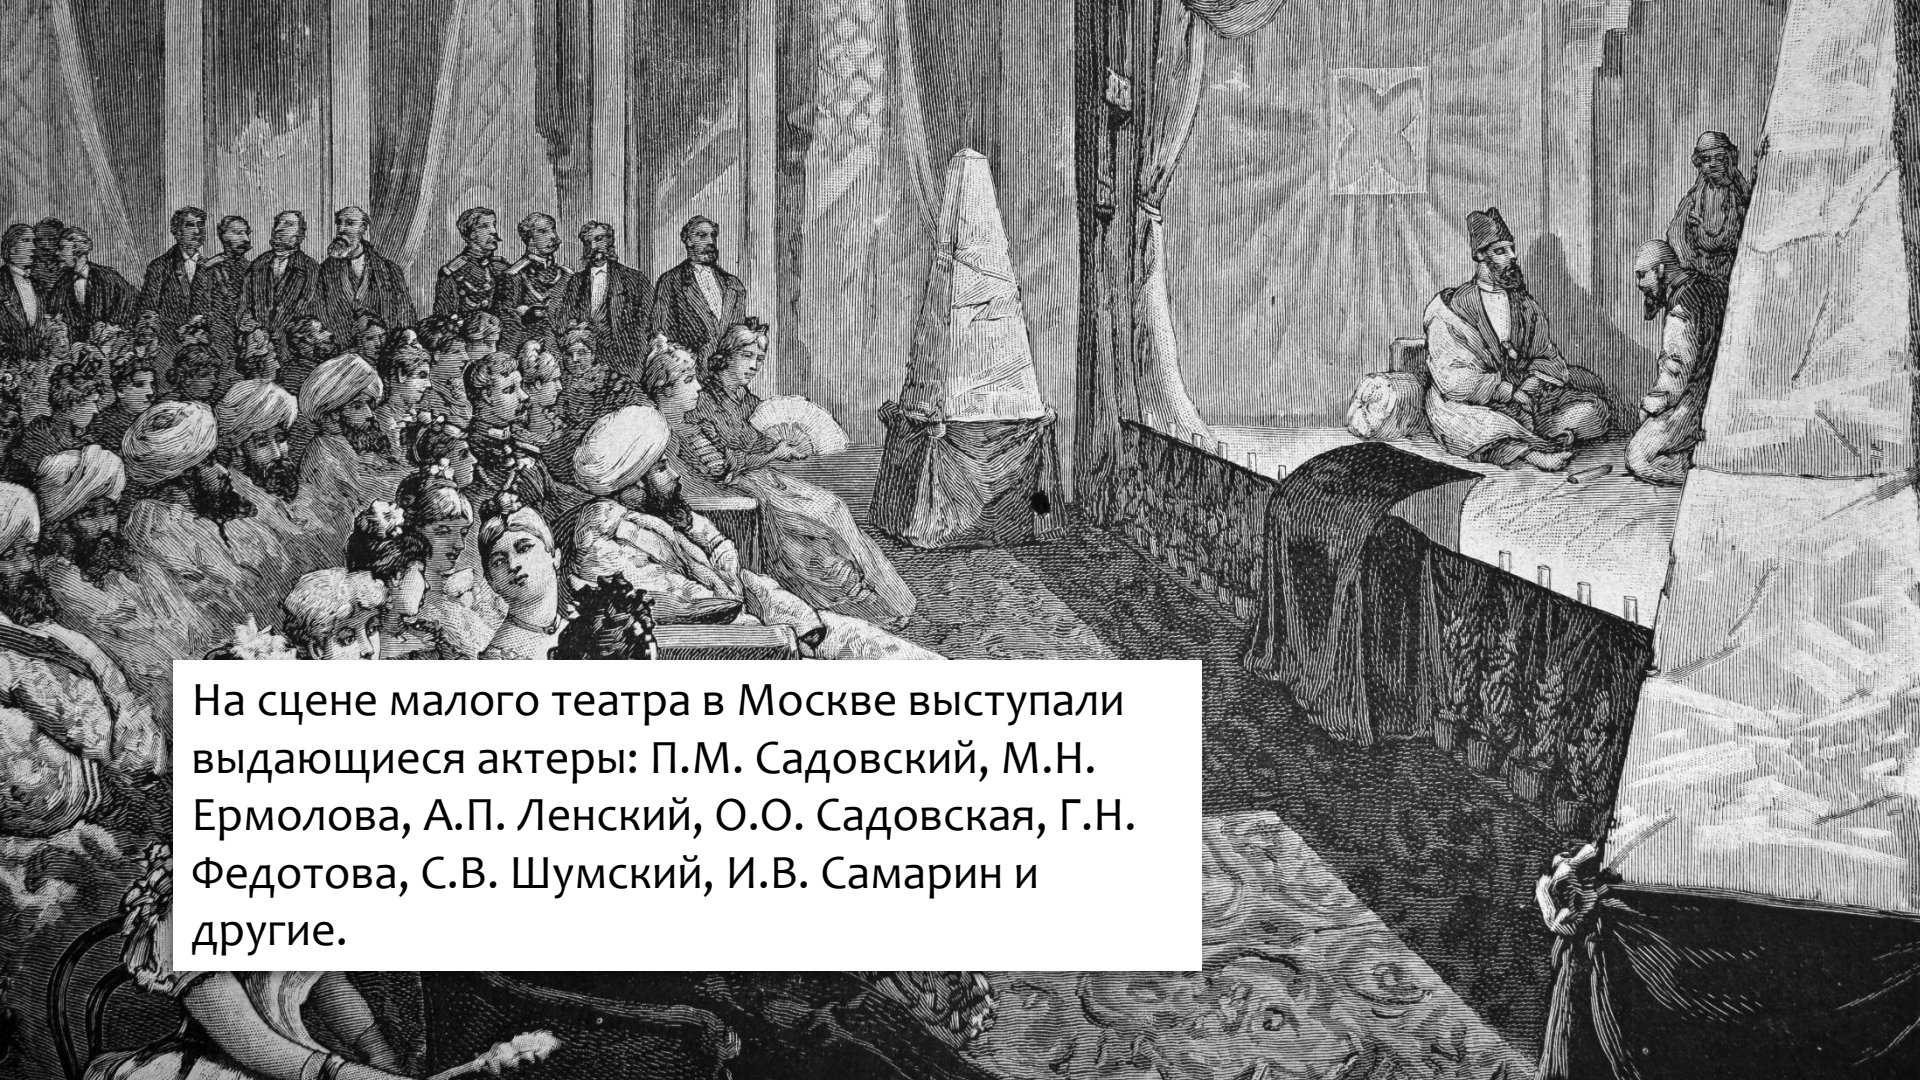 На сцене малого театра в Москве выступали
выдающиеся актеры: П.М. Садовский, М.Н.
Ермолова, А.П. Ленский, О.О. Садовская, Г.Н.
Федотова, С.В. Шумский, И.В. Самарин и
другие.